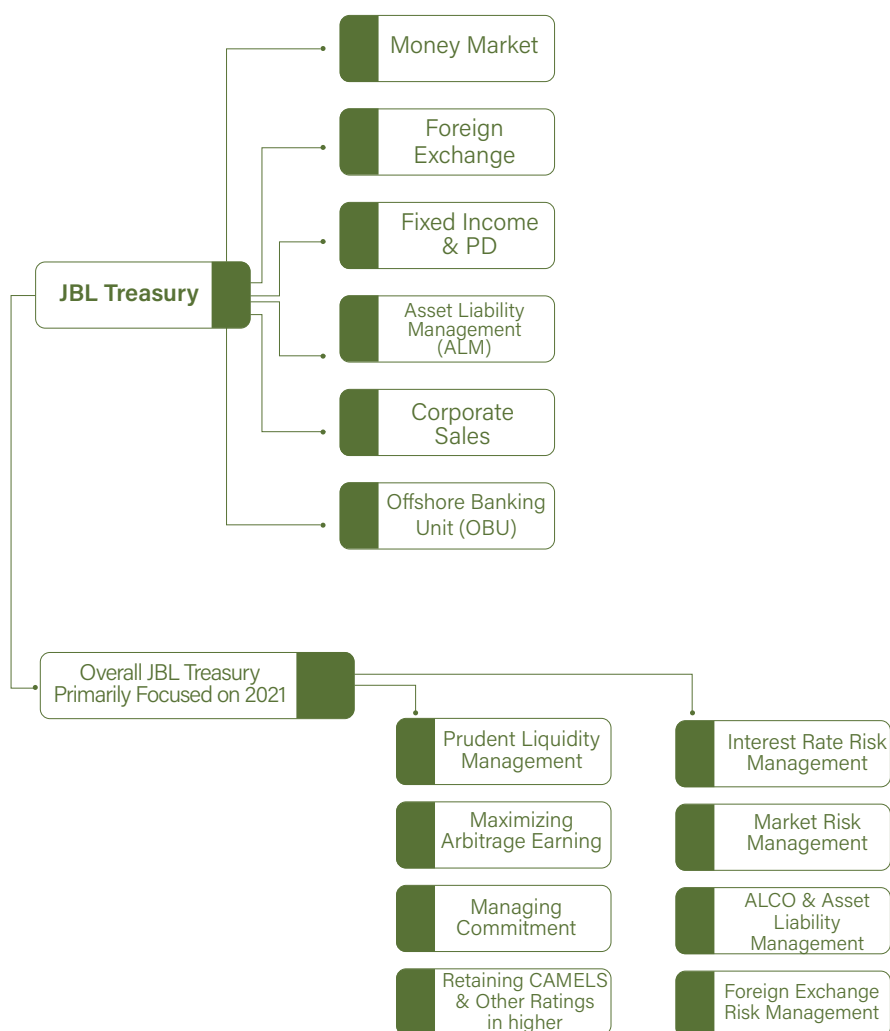 Money Market
Foreign
Exchange
Fixed Income
& PD
JBL Treasury
Asset Liability
Management
(ALM)
Corporate
Sales
Offshore Banking
Unit (OBU)
Overall JBL Treasury
Primarily Focused on 2021
Prudent Liquidity
Management
Maximizing
Arbitrage Earning
Managing
Commitment
Retaining CAMELS
& Other Ratings
in higher
Interest Rate Risk
Management
Market Risk
Management
ALCO & Asset
Liability
Management
Foreign Exchange
Risk Management